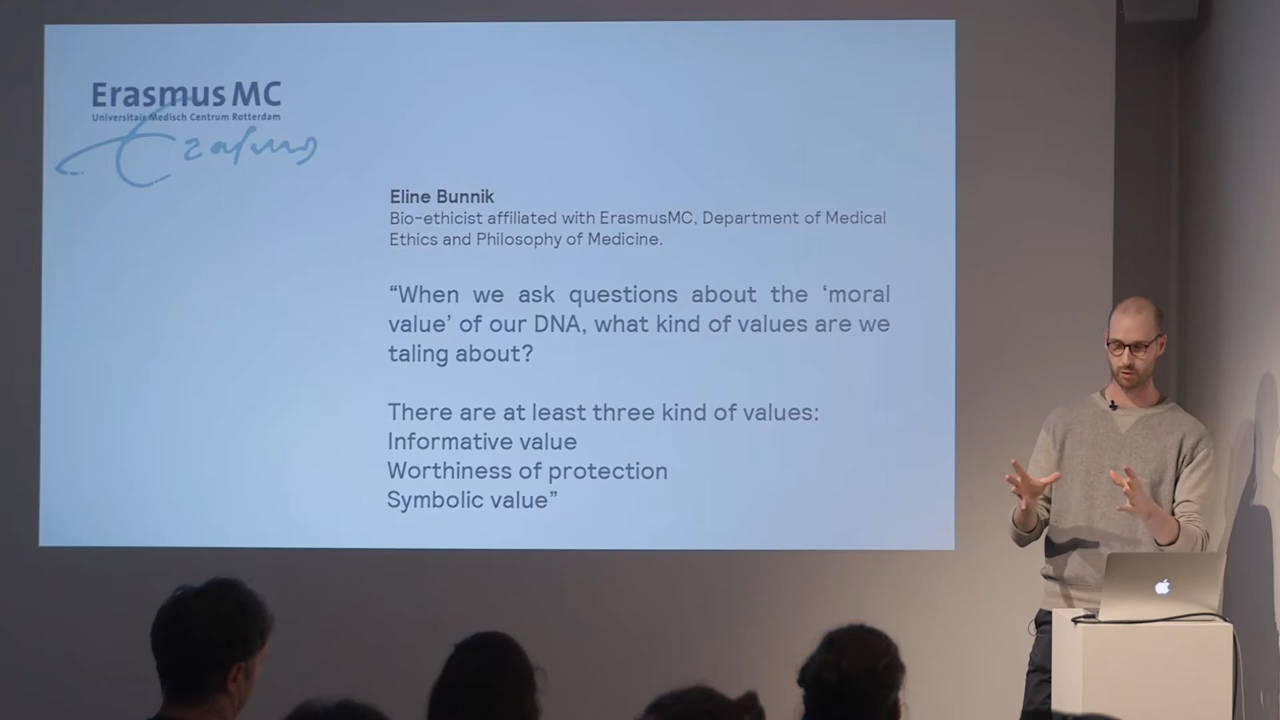 Erasmus MC
Universitair Medisch Centrum Rotterdam
Erasmus
Eline Bunnik
Bio-ethicist affiliated with ErasmusMC, Department of Medical
Ethics and Philosophy of Medicine.
“When we ask questions about the ‘moral
value’ of our DNA, what kind of values are we
taling about?
There are at least three kind of values:
Informative value
Worthiness of protection
Symbolic value”